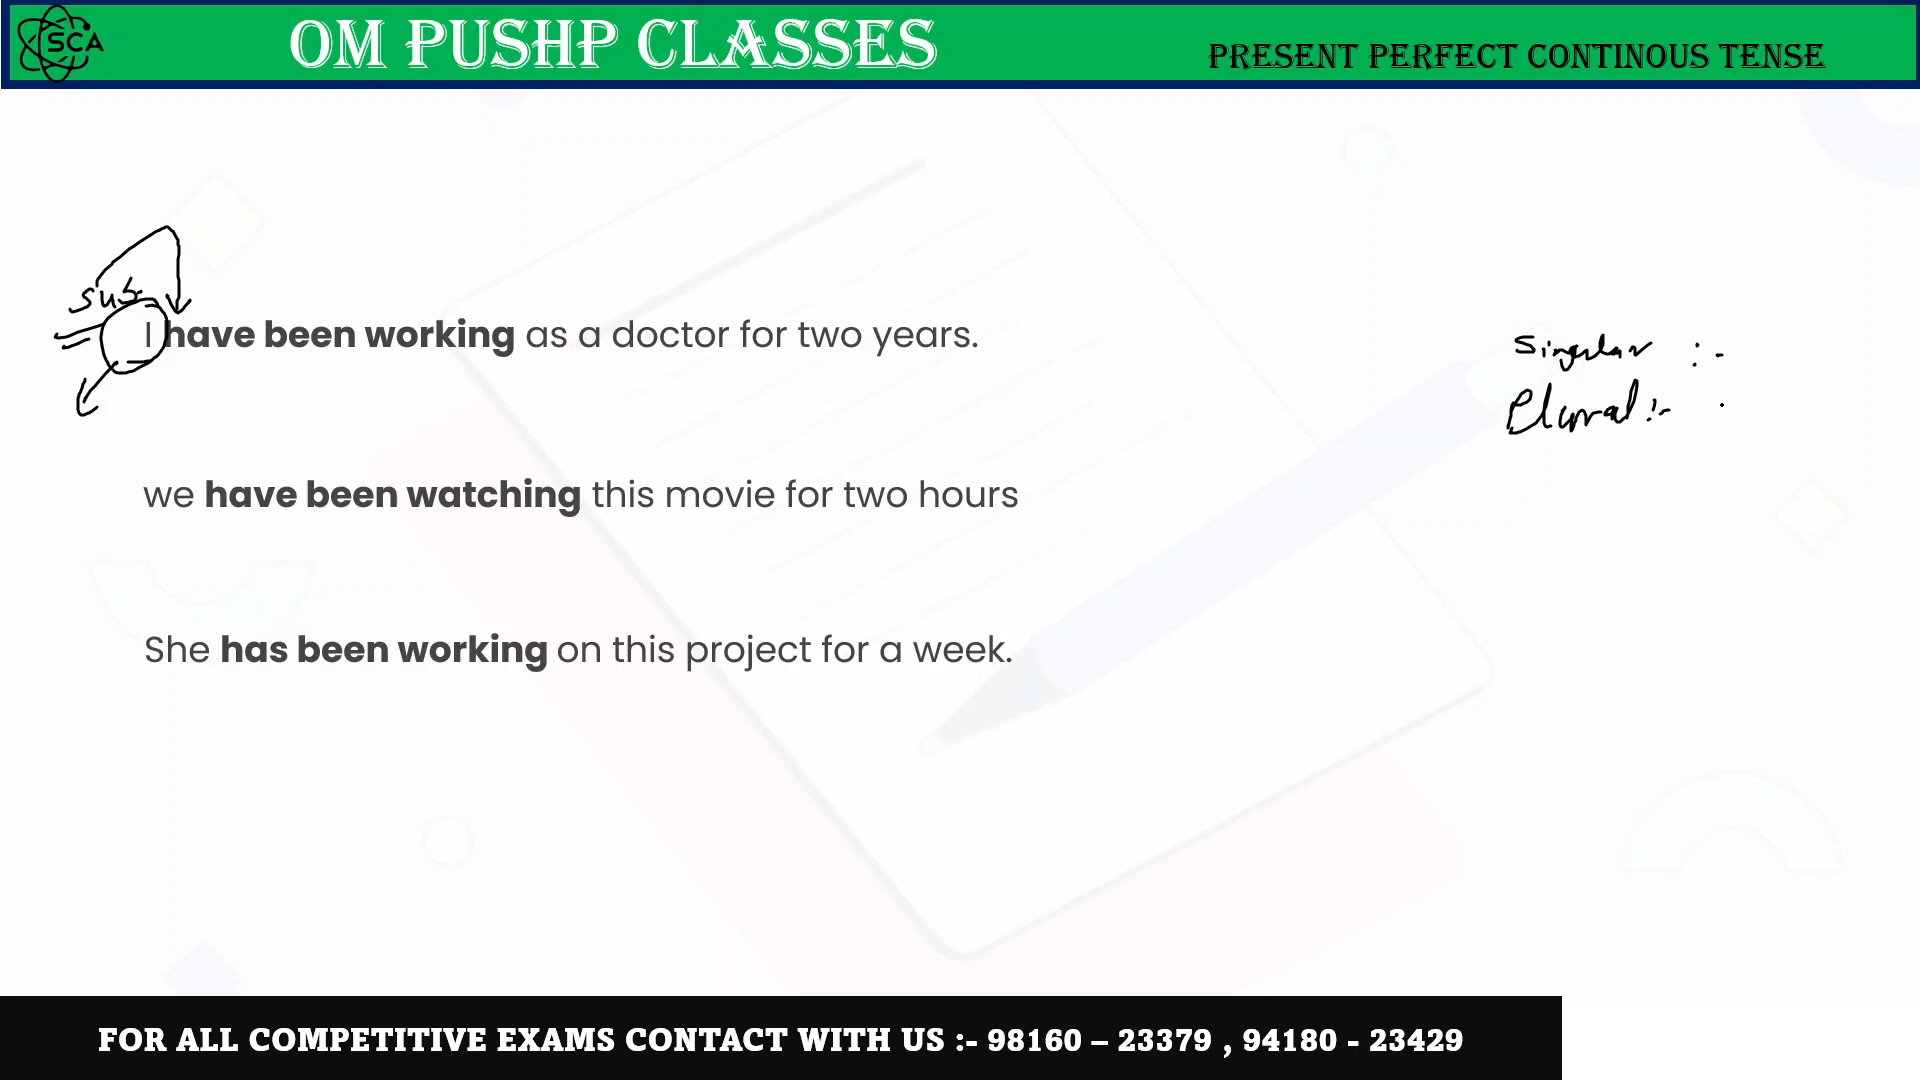 SCA
OM PUSHP CLASSES
PRESENT PERFECT CONTINOUS TENSE
sub
I have been working as a doctor for two years.
Singular :-
Plural :-
we have been watching this movie for two hours
She has been working on this project for a week.
FOR ALL COMPETITIVE EXAMS CONTACT WITH US :- 98160 – 23379 , 94180 - 23429